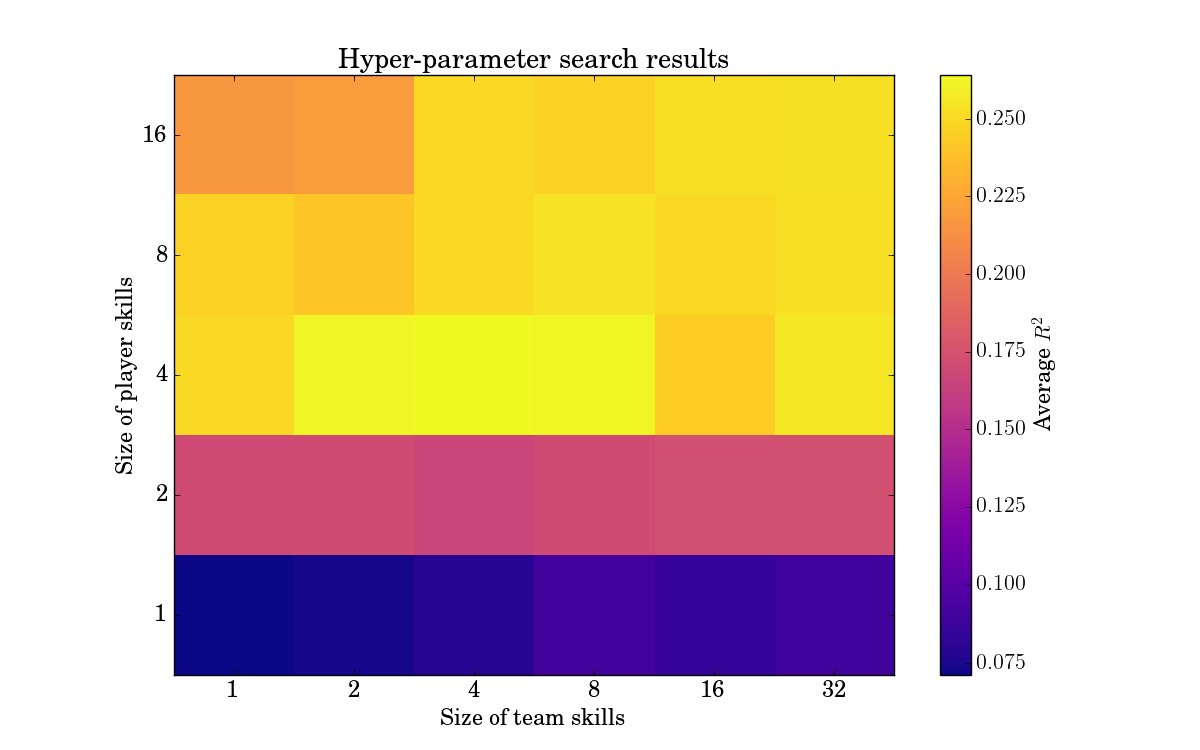 Hyper-parameter search results
Size of player skills
16
8
4
2
1
1 2 4 8 16 32
Size of team skills
0.250
0.225
0.200
0.175
0.150
0.125
0.100
0.075
Average R²